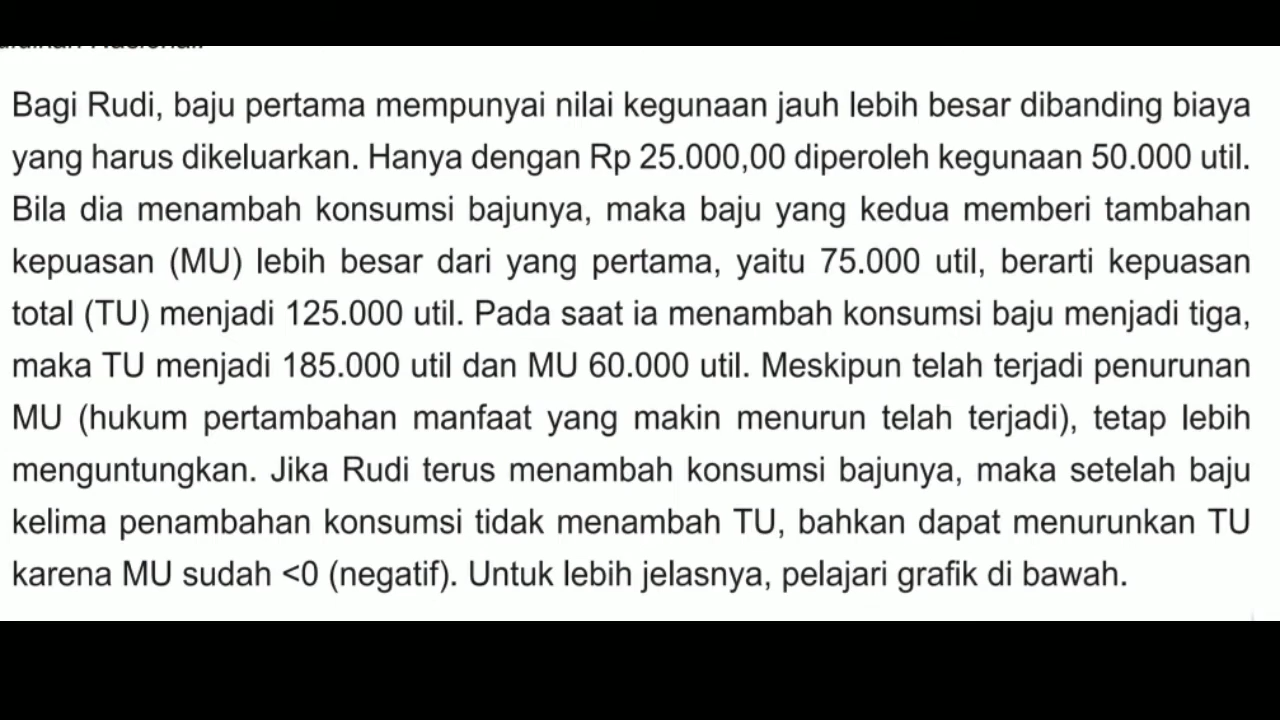 Bagi Rudi, baju pertama mempunyai nilai kegunaan jauh lebih besar dibanding biaya
yang harus dikeluarkan. Hanya dengan Rp 25.000,00 diperoleh kegunaan 50.000 util.
Bila dia menambah konsumsi bajunya, maka baju yang kedua memberi tambahan
kepuasan (MU) lebih besar dari yang pertama, yaitu 75.000 util, berarti kepuasan
total (TU) menjadi 125.000 util. Pada saat ia menambah konsumsi baju menjadi tiga,
maka TU menjadi 185.000 util dan MU 60.000 util. Meskipun telah terjadi penurunan
MU (hukum pertambahan manfaat yang makin menurun telah terjadi), tetap lebih
menguntungkan. Jika Rudi terus menambah konsumsi bajunya, maka setelah baju
kelima penambahan konsumsi tidak menambah TU, bahkan dapat menurunkan TU
karena MU sudah <0 (negatif). Untuk lebih jelasnya, pelajari grafik di bawah.